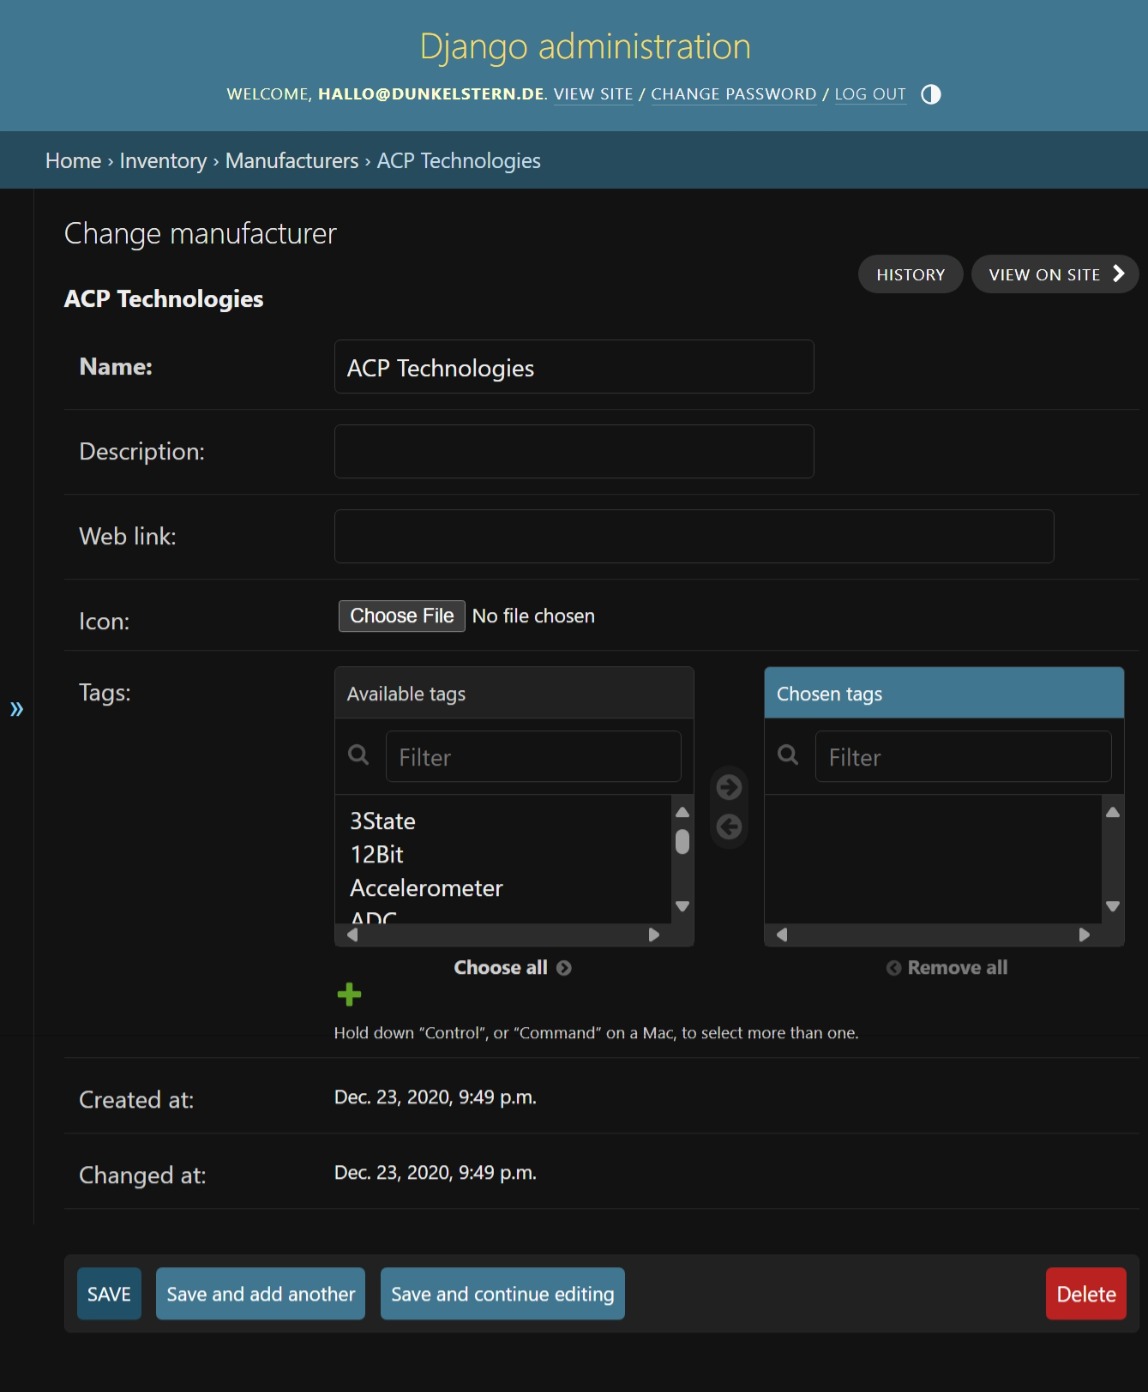 Django administration
WELCOME, HALLO@DUNKELSTERN.DE. VIEW SITE / CHANGE PASSWORD / LOG OUT
Home › Inventory › Manufacturers › ACP Technologies
Change manufacturer
HISTORY VIEW ON SITE
ACP Technologies
Name: ACP Technologies
Description:
Web link:
Icon: Choose File No file chosen
Tags: Available tags Chosen tags
Filter Filter
3State
12Bit
Accelerometer
ADC
Choose all Remove all
Hold down “Control”, or “Command” on a Mac, to select more than one.
Created at: Dec. 23, 2020, 9:49 p.m.
Changed at: Dec. 23, 2020, 9:49 p.m.
SAVE Save and add another Save and continue editing Delete